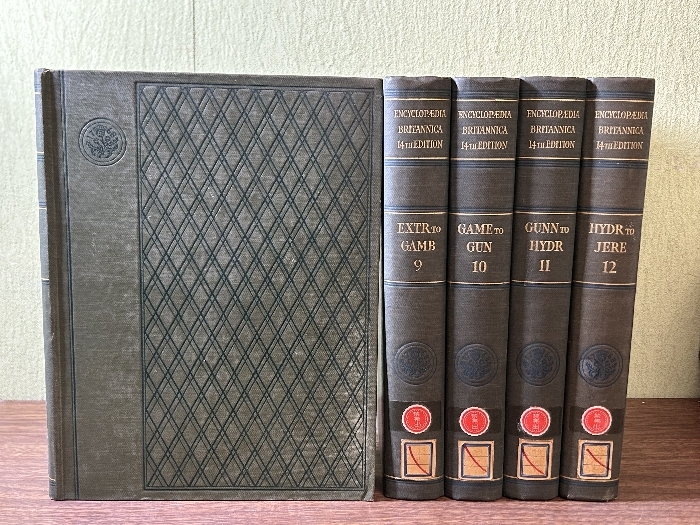 ENCYCLOPÆDIA
BRITANNICA
14TH EDITION
EXTR TO
GAMB
9
ENCYCLOPÆDIA
BRITANNICA
14TH EDITION
GAME TO
GUN
10
ENCYCLOPÆDIA
BRITANNICA
14TH EDITION
GUNN TO
HYDR
11
ENCYCLOPÆDIA
BRITANNICA
14TH EDITION
HYDR TO
JERE
12